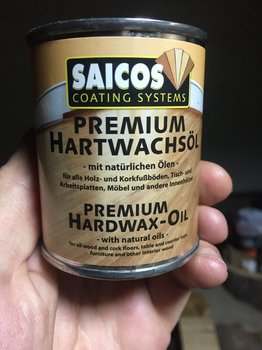 SAICOS
COATING SYSTEMS
PREMIUM
HARTWACHSÖL
- mit natürlichen Ölen -
für alle Holz- und Korkfußböden, Tisch- und
Arbeitsplatten, Möbel und andere Innenhölzer
PREMIUM
HARDWAX-OIL
- with natural oils -
for all wood and cork floors, table and counter tops,
furniture and other interior wood